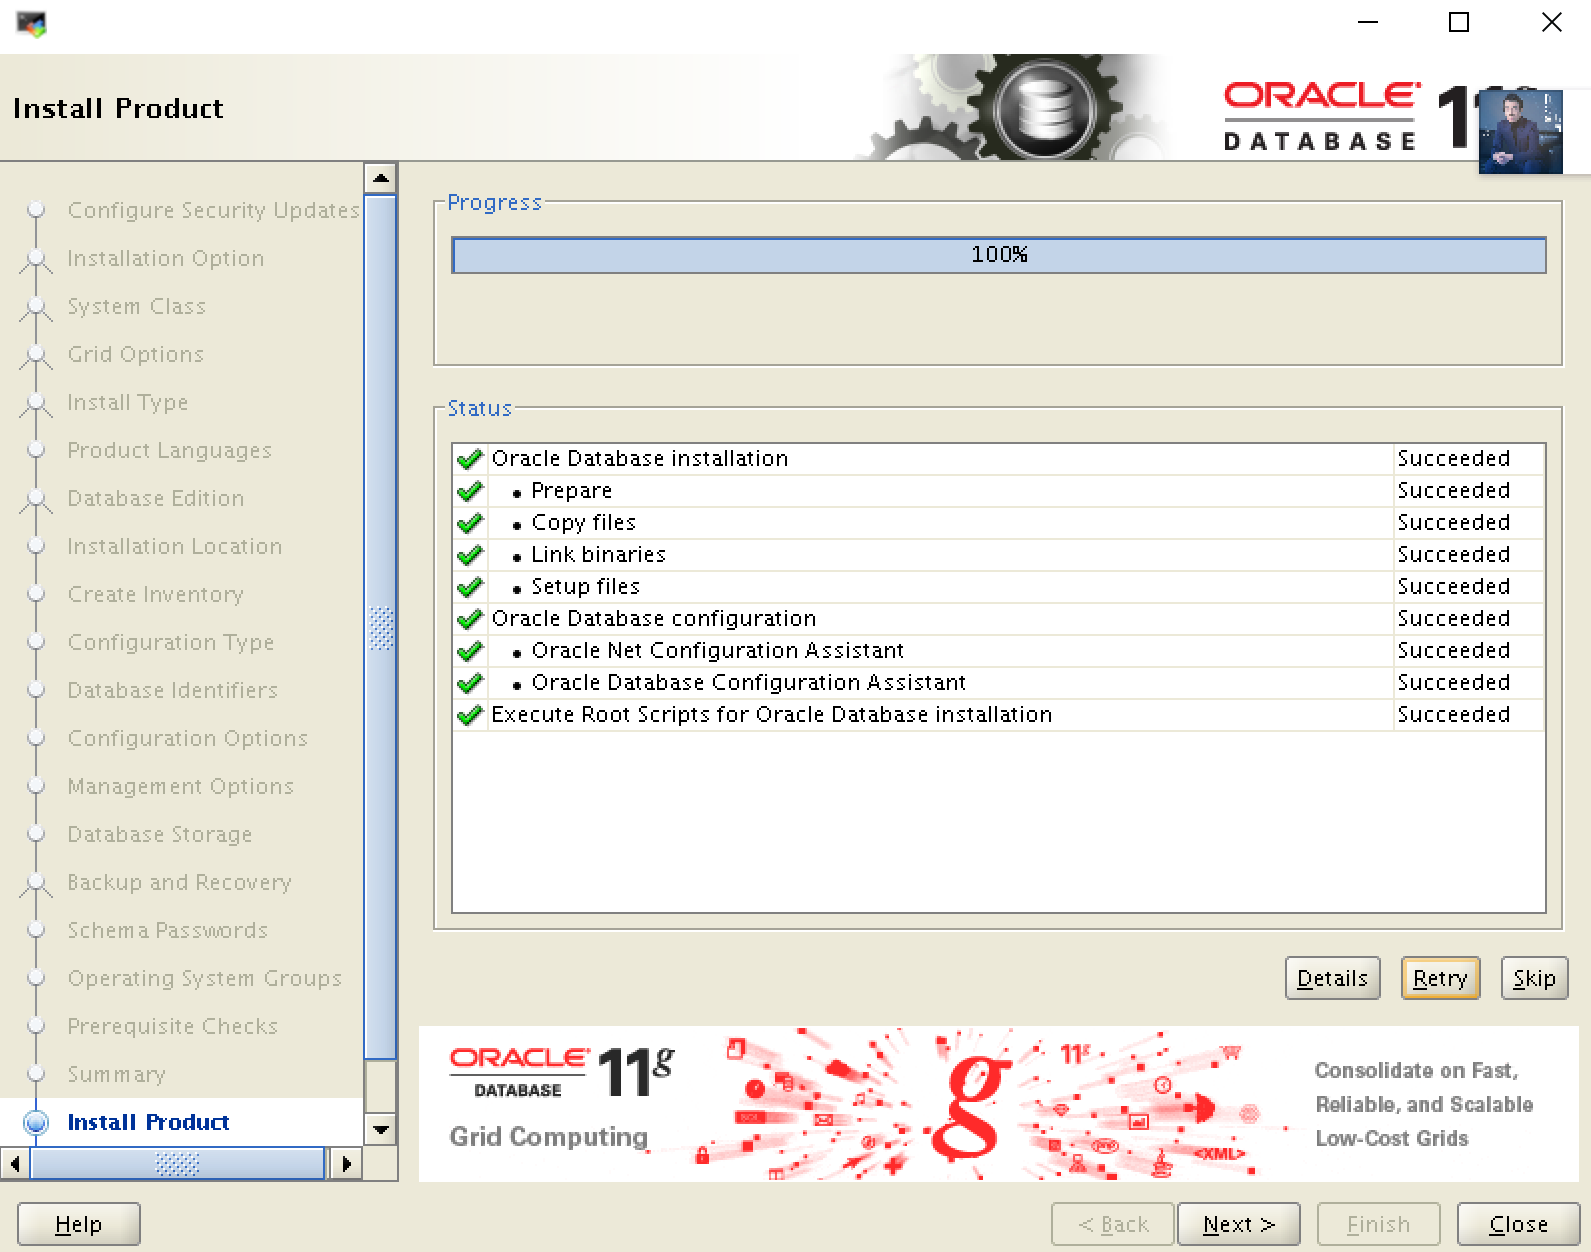 Install Product
ORACLE
DATABASE
11g
Configure Security Updates
Installation Option
System Class
Grid Options
Install Type
Product Languages
Database Edition
Installation Location
Create Inventory
Configuration Type
Database Identifiers
Configuration Options
Management Options
Database Storage
Backup and Recovery
Schema Passwords
Operating System Groups
Prerequisite Checks
Summary
Install Product
Progress
100%
Status
Oracle Database installation Succeeded
• Prepare Succeeded
• Copy files Succeeded
• Link binaries Succeeded
• Setup files Succeeded
Oracle Database configuration Succeeded
• Oracle Net Configuration Assistant Succeeded
• Oracle Database Configuration Assistant Succeeded
Execute Root Scripts for Oracle Database installation Succeeded
Details Retry Skip
ORACLE
DATABASE
11g
Grid Computing
g
11g
php
<XML>
Consolidate on Fast,
Reliable, and Scalable
Low-Cost Grids
Help < Back Next > Finish Close